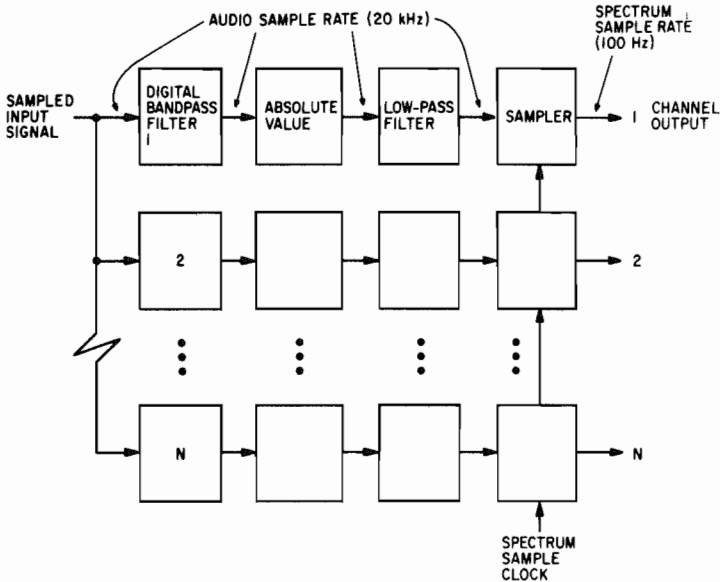 AUDIO SAMPLE RATE (20 kHz)
SPECTRUM
SAMPLE RATE
(100 Hz)
SAMPLED
INPUT
SIGNAL
DIGITAL
BANDPASS
FILTER
1
ABSOLUTE
VALUE
LOW-PASS
FILTER
SAMPLER
1 CHANNEL
OUTPUT
2
2
N
N
SPECTRUM
SAMPLE
CLOCK